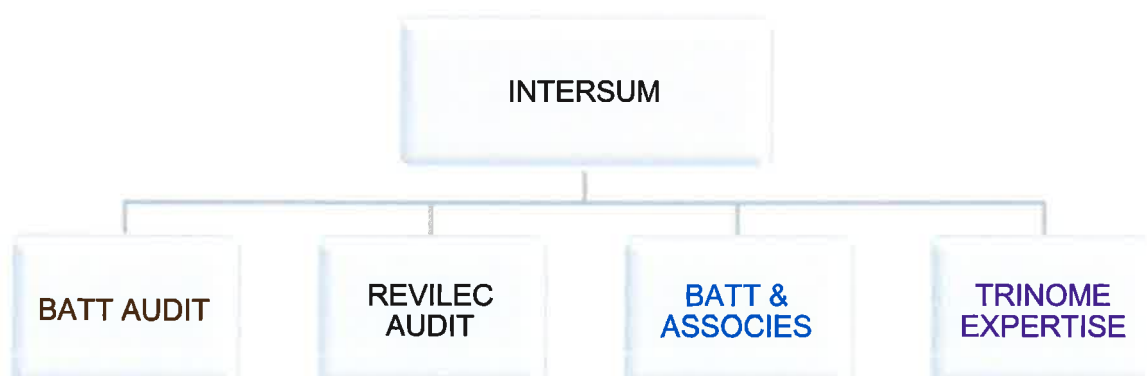 INTERSUM
BATT AUDIT
REVILEC
AUDIT
BATT &
ASSOCIES
TRINOME
EXPERTISE